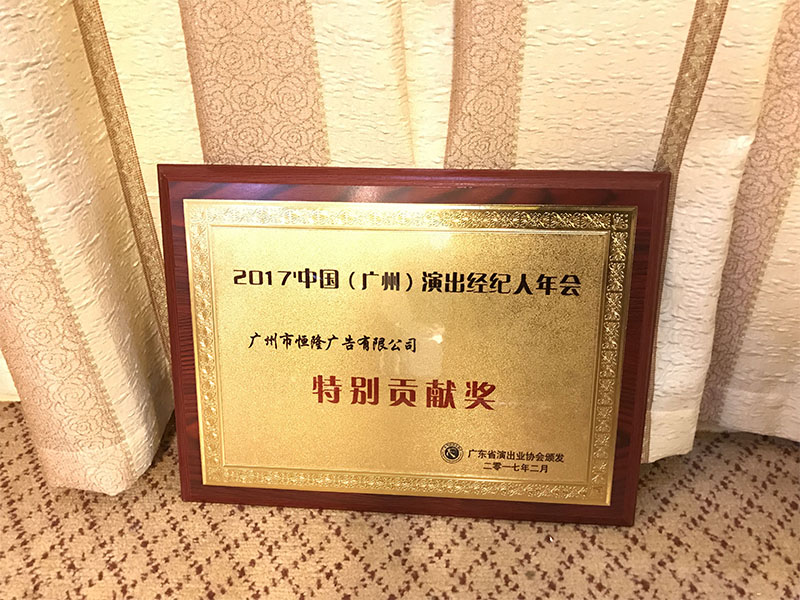 2017'中国（广州）演出经纪人年会
广州市恒隆广告有限公司
特别贡献奖
广东省演出业协会颁发
二零一七年二月